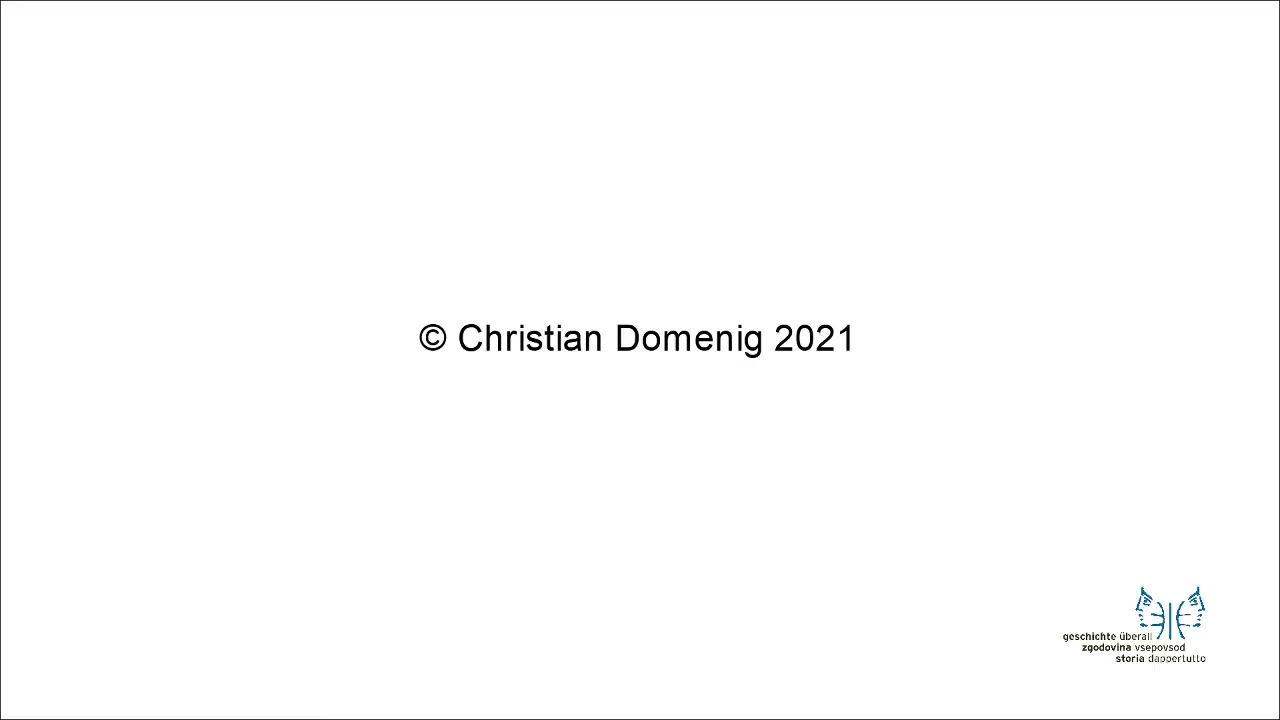 © Christian Domenig 2021
geschichte überall
zgodovina vsepovsod
storia dappertutto